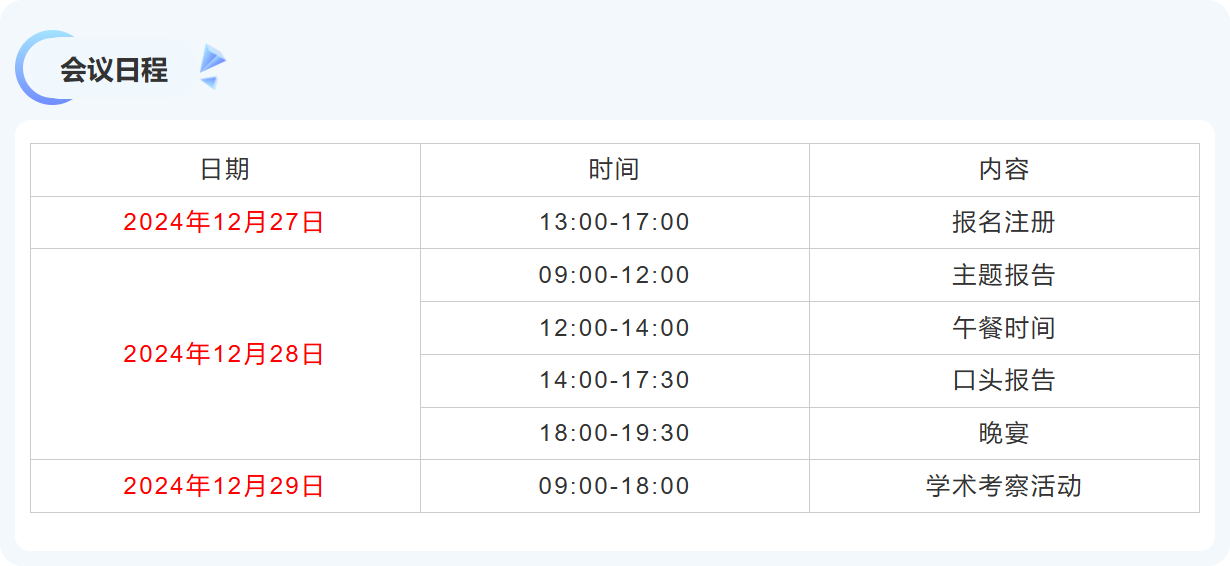 会议日程
日期 时间 内容
2024年12月27日 13:00-17:00 报名注册
2024年12月28日 09:00-12:00 主题报告
12:00-14:00 午餐时间
14:00-17:30 口头报告
18:00-19:30 晚宴
2024年12月29日 09:00-18:00 学术考察活动